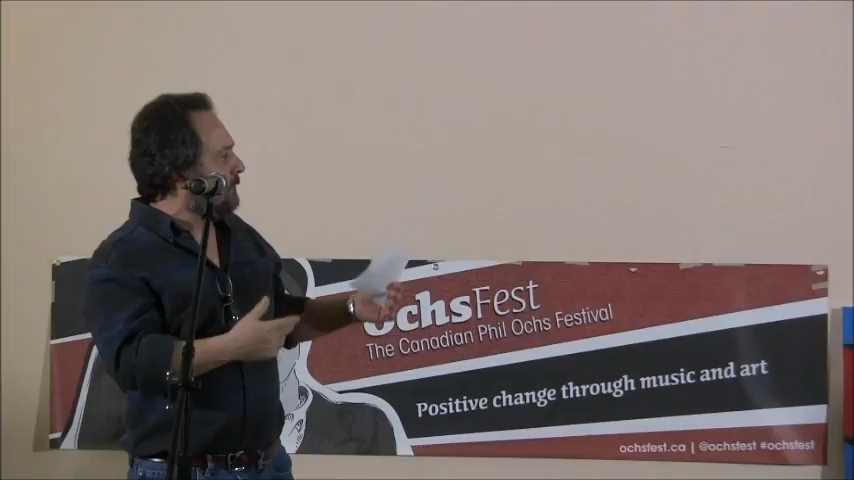 OchsFest
The Canadian Phil Ochs Festival
Positive change through music and art
ochsfest.ca | @ochsfest #ochsfest